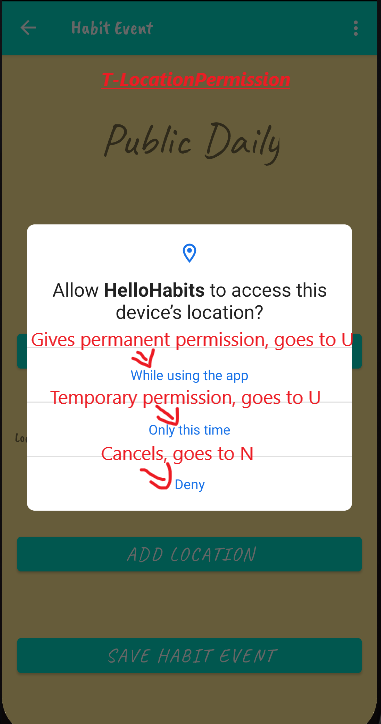 Habit Event
T-LocationPermission
Public Daily
Allow HelloHabits to access this
device's location?
Gives permanent permission, goes to U
While using the app
Temporary permission, goes to U
Only this time
Cancels, goes to N
Deny
ADD LOCATION
SAVE HABIT EVENT